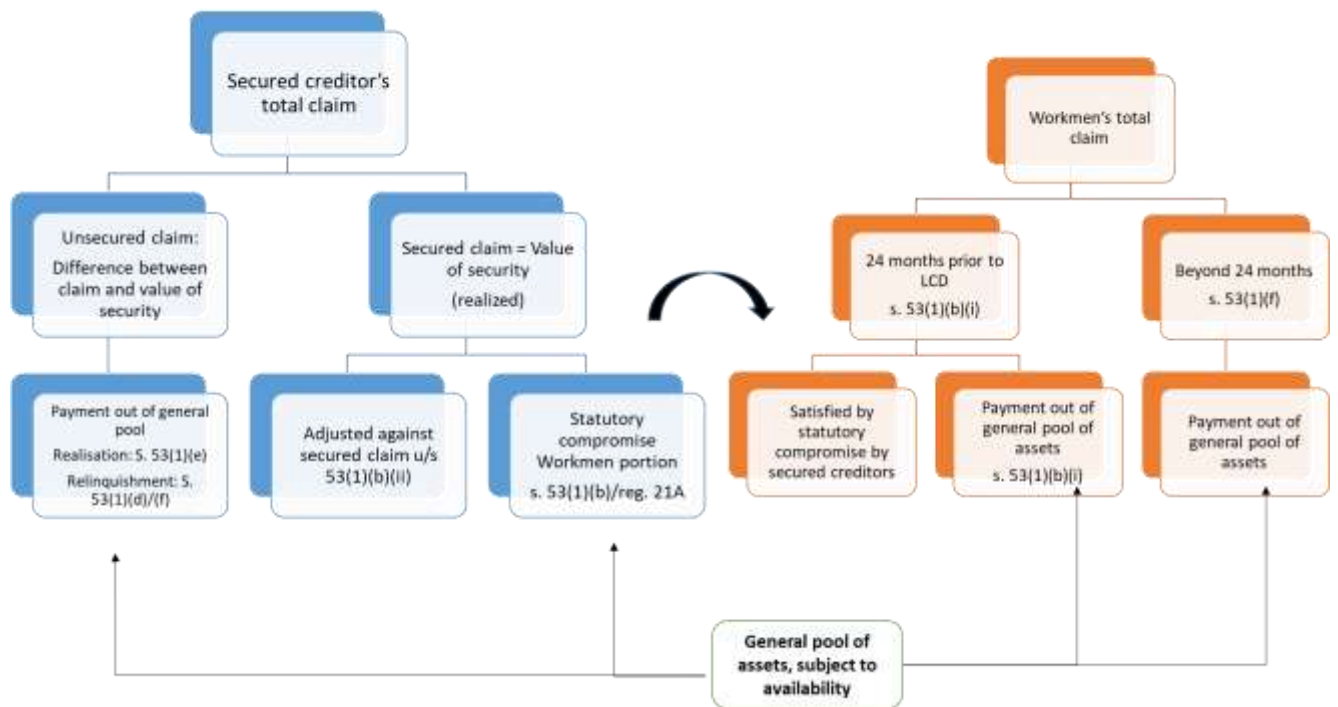 Secured creditor's
total claim
Workmen's total
claim
Unsecured claim:
Difference between
claim and value of
security
Secured claim = Value
of security
(realized)
24 months prior to
LCD
s. 53(1)(b)(i)
Beyond 24 months
s. 53(1)(f)
Payment out of general
pool
Realisation: S. 53(1)(e)
Relinquishment: S.
53(1)(d)/(f)
Adjusted against
secured claim u/s
53(1)(b)(ii)
Statutory
compromise
Workmen portion
s. 53(1)(b)/reg. 21A
Satisfied by
statutory
compromise by
secured creditors
Payment out of
general pool of
assets
s. 53(1)(b)(i)
Payment out of
general pool of
assets
General pool of
assets, subject to
availability